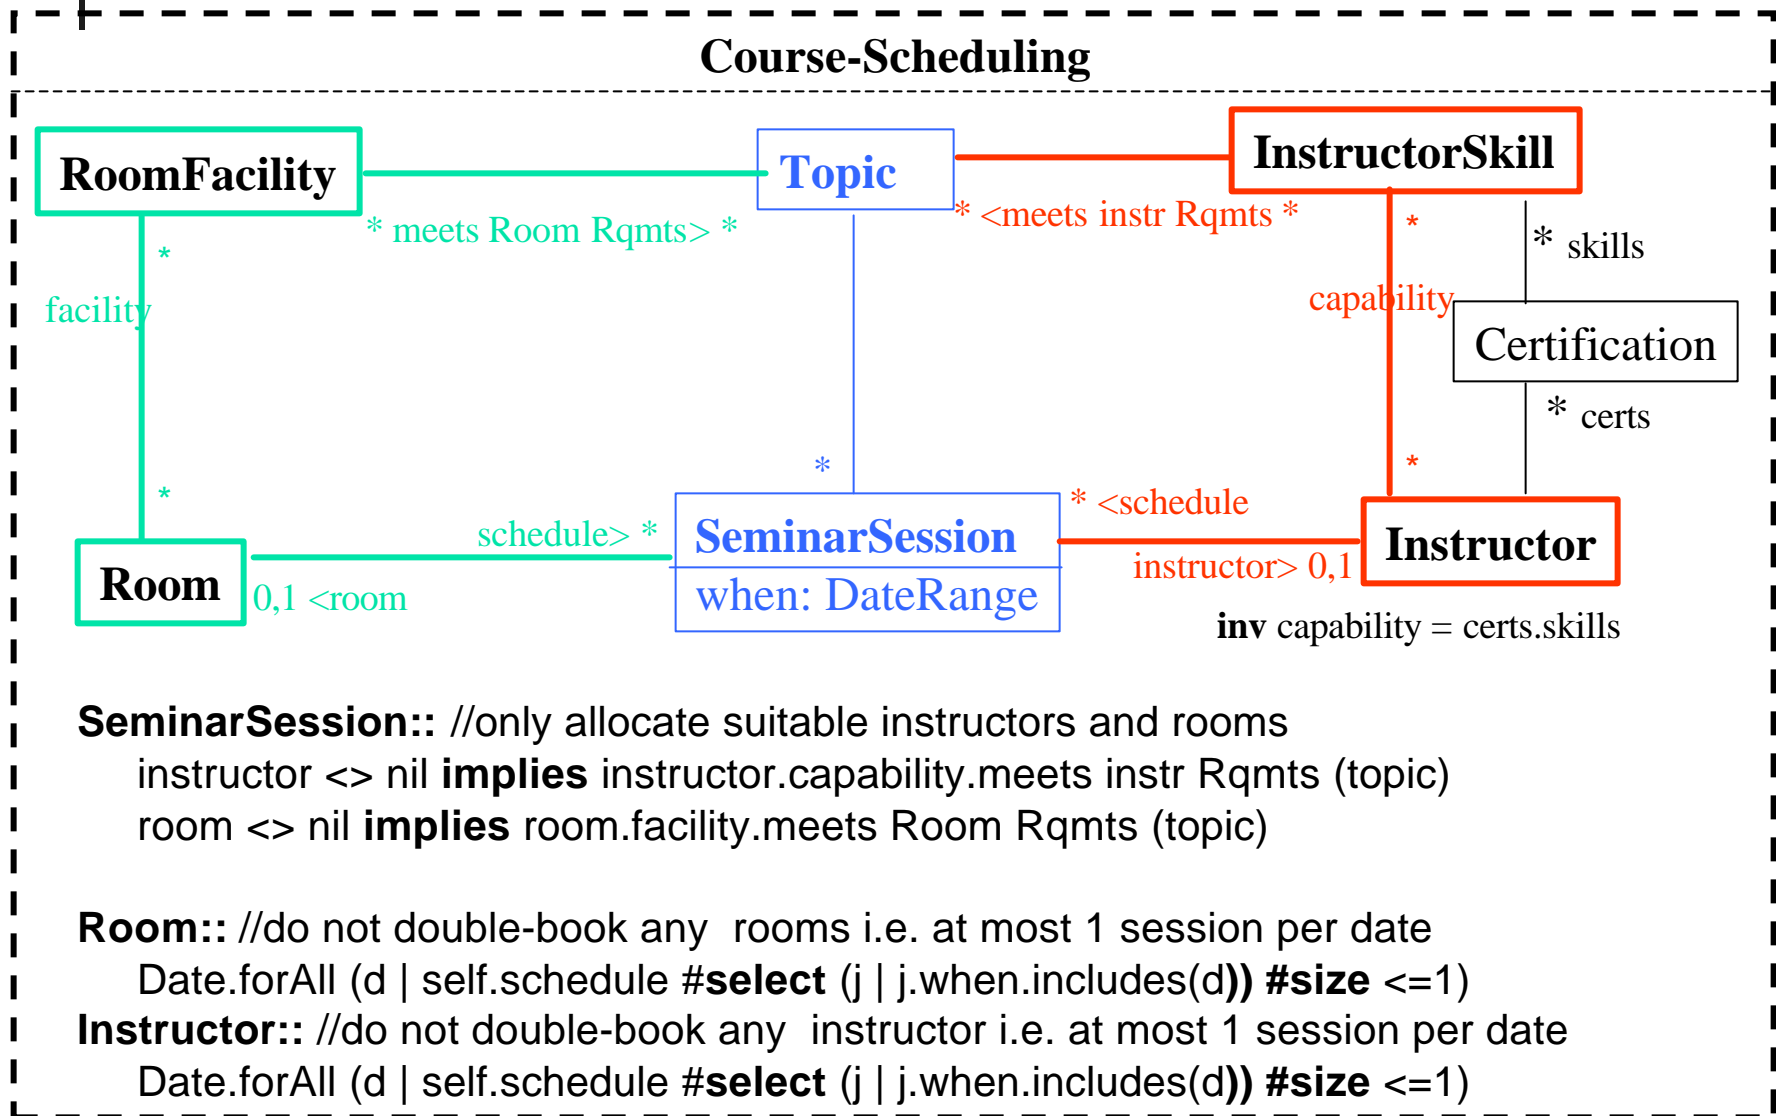 Course-Scheduling
RoomFacility
Topic
InstructorSkill
* meets Room Rqmts> *
* <meets instr Rqmts *
*
*
* skills
facility
capability
Certification
* certs
*
*
*
schedule> *
SeminarSession
when: DateRange
* <schedule
instructor> 0,1
Instructor
Room
0,1 <room
inv capability = certs.skills
SeminarSession:: //only allocate suitable instructors and rooms
instructor <> nil implies instructor.capability.meets instr Rqmts (topic)
room <> nil implies room.facility.meets Room Rqmts (topic)
Room:: //do not double-book any  rooms i.e. at most 1 session per date
Date.forAll (d | self.schedule #select (j | j.when.includes(d)) #size <=1)
Instructor:: //do not double-book any  instructor i.e. at most 1 session per date
Date.forAll (d | self.schedule #select (j | j.when.includes(d)) #size <=1)